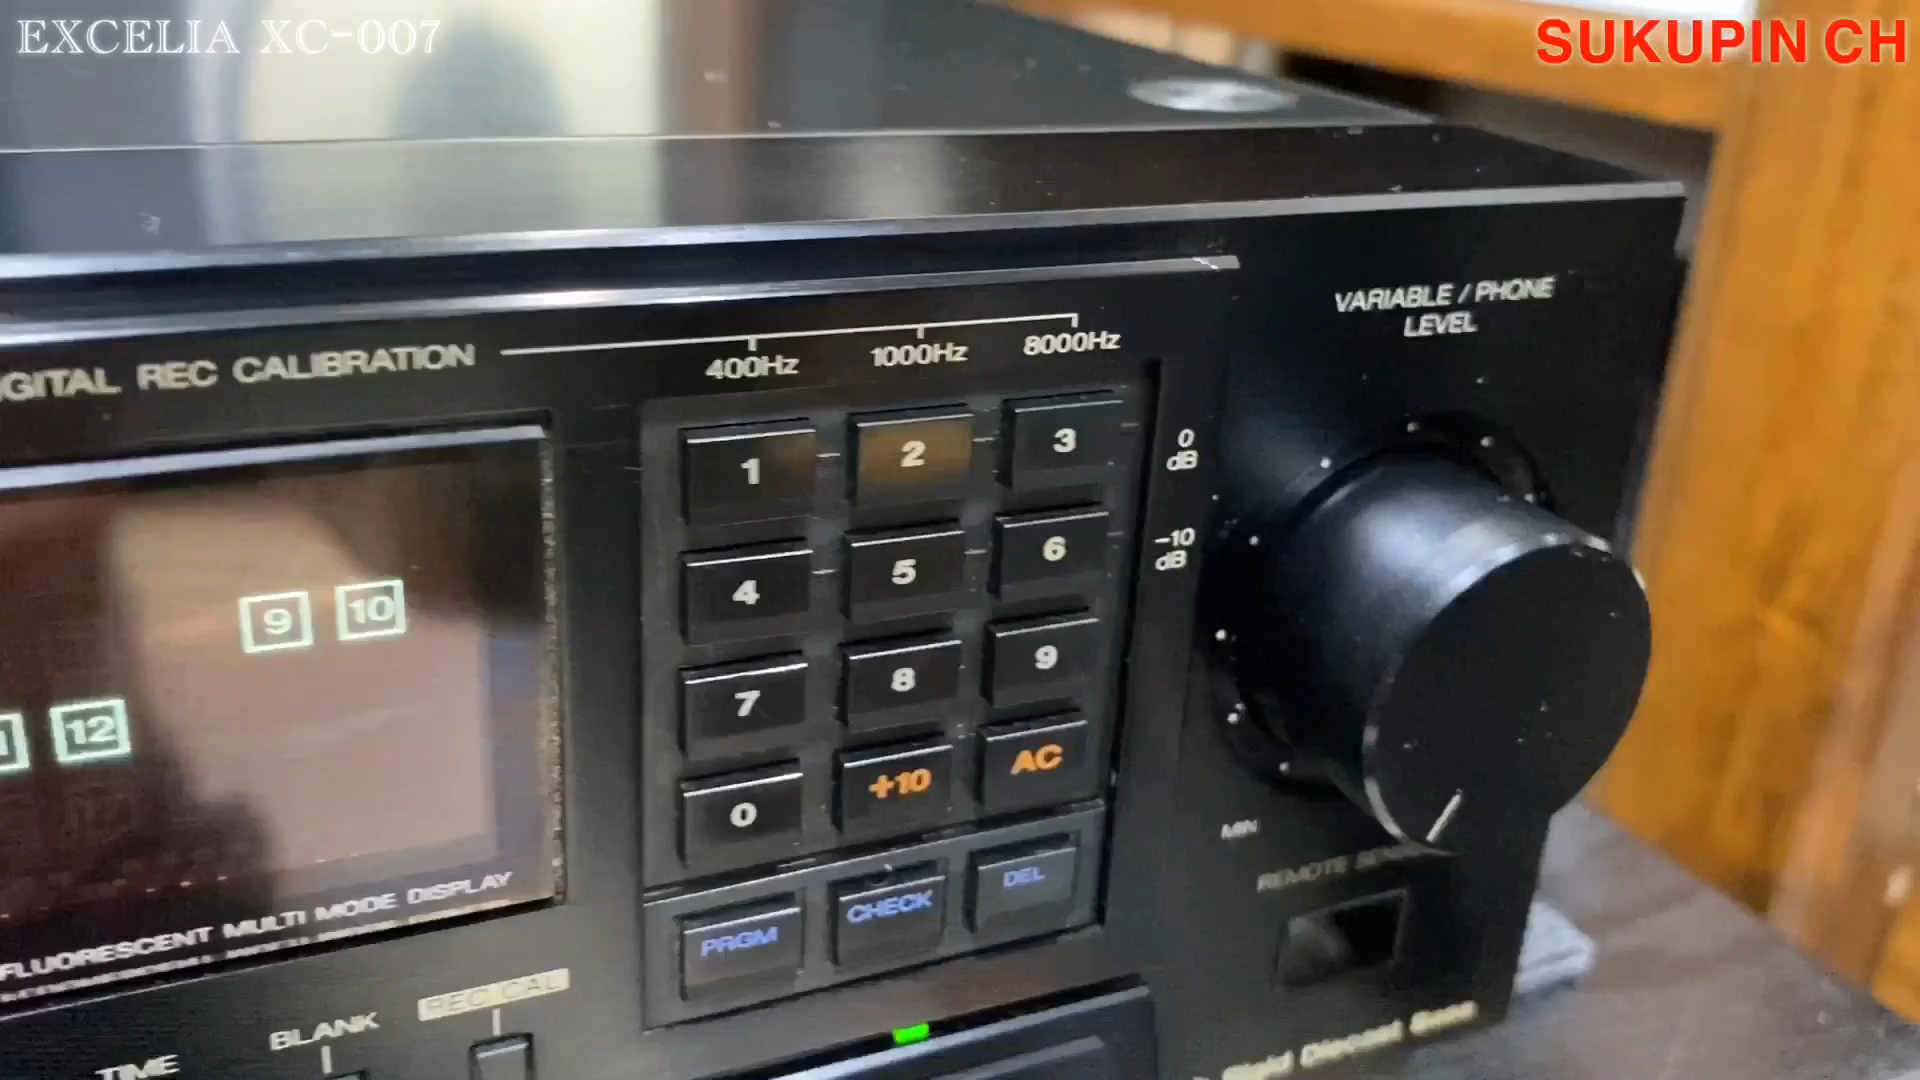 EXCELIA XC-007
SUKUPIN CH
VARIABLE / PHONE
LEVEL
IGITAL REC CALIBRATION
400Hz 1000Hz 8000Hz
1 2 3
0
dB
4 5 6
-10
dB
9 10
7 8 9
12
0 +10 AC
MIN
REMOTE
PRGM CHECK DEL
FLUORESCENT MULTI MODE DISPLAY
REC CAL
BLANK
TIME